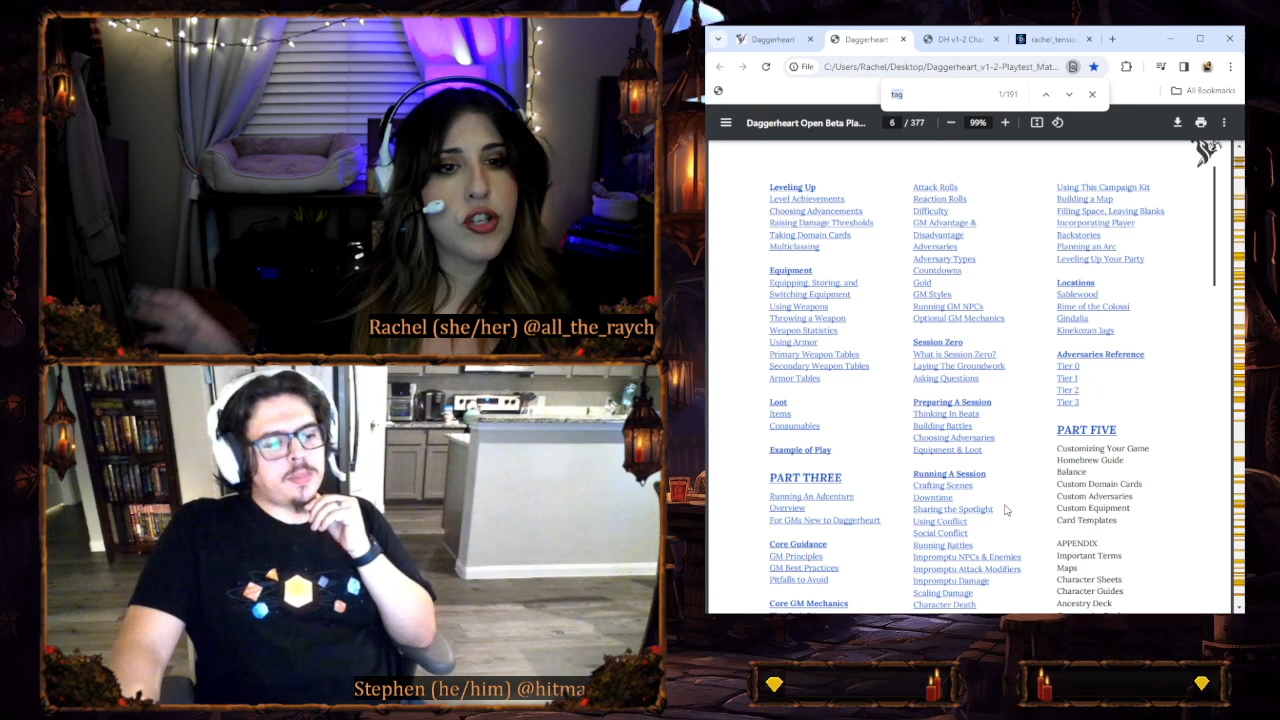 Rachel (she/her) @all_the_raych
Stephen (he/him) @hitma
Daggerheart
Daggerheart
DH v1-2 Cha
rachel_tensio
File
C:/Users/Rachel/Desktop/Daggerheart_v1-2-Playtest_Mat...
tag
1/191
All Bookmarks
Daggerheart Open Beta Pla...
6 / 377
99%
Leveling Up
Level Achievements
Choosing Advancements
Raising Damage Thresholds
Taking Domain Cards
Multiclassing
Equipment
Equipping, Storing, and
Switching Equipment
Using Weapons
Throwing a Weapon
Weapon Statistics
Using Armor
Primary Weapon Tables
Secondary Weapon Tables
Armor Tables
Loot
Items
Consumables
Example of Play
PART THREE
Running An Adventure
Overview
For GMs New to Daggerheart
Core Guidance
GM Principles
GM Best Practices
Pitfalls to Avoid
Core GM Mechanics
Attack Rolls
Reaction Rolls
Difficulty
GM Advantage &
Disadvantage
Adversaries
Adversary Types
Countdowns
Gold
GM Styles
Running GM NPCs
Optional GM Mechanics
Session Zero
What is Session Zero?
Laying The Groundwork
Asking Questions
Preparing A Session
Thinking In Beats
Building Battles
Choosing Adversaries
Equipment & Loot
Running A Session
Crafting Scenes
Downtime
Sharing the Spotlight
Using Conflict
Social Conflict
Running Battles
Impromptu NPCs & Enemies
Impromptu Attack Modifiers
Impromptu Damage
Scaling Damage
Character Death
Using This Campaign Kit
Building a Map
Filling Space, Leaving Blanks
Incorporating Player
Backstories
Planning an Arc
Leveling Up Your Party
Locations
Sablewood
Rime of the Colossi
Gindalia
Kinekozan Jags
Adversaries Reference
Tier 0
Tier 1
Tier 2
Tier 3
PART FIVE
Customizing Your Game
Homebrew Guide
Balance
Custom Domain Cards
Custom Adversaries
Custom Equipment
Card Templates
APPENDIX
Important Terms
Maps
Character Sheets
Character Guides
Ancestry Deck